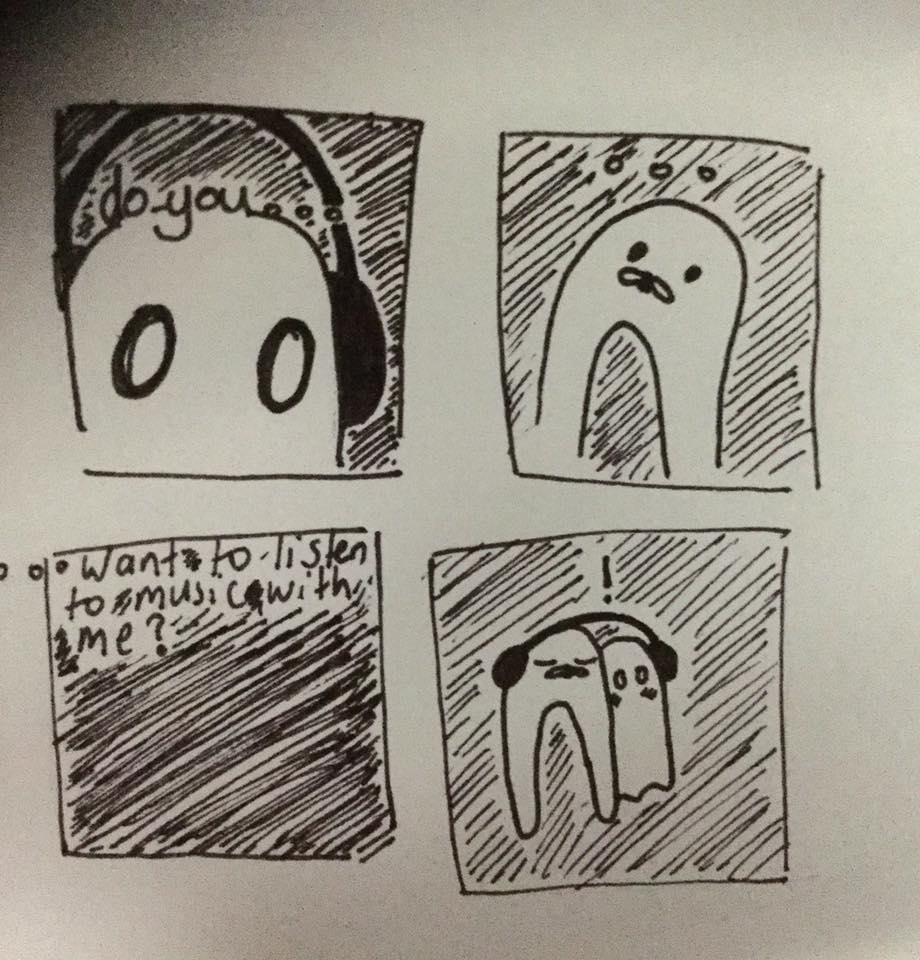 do you...
...
...want to listen
to music with
me?
!